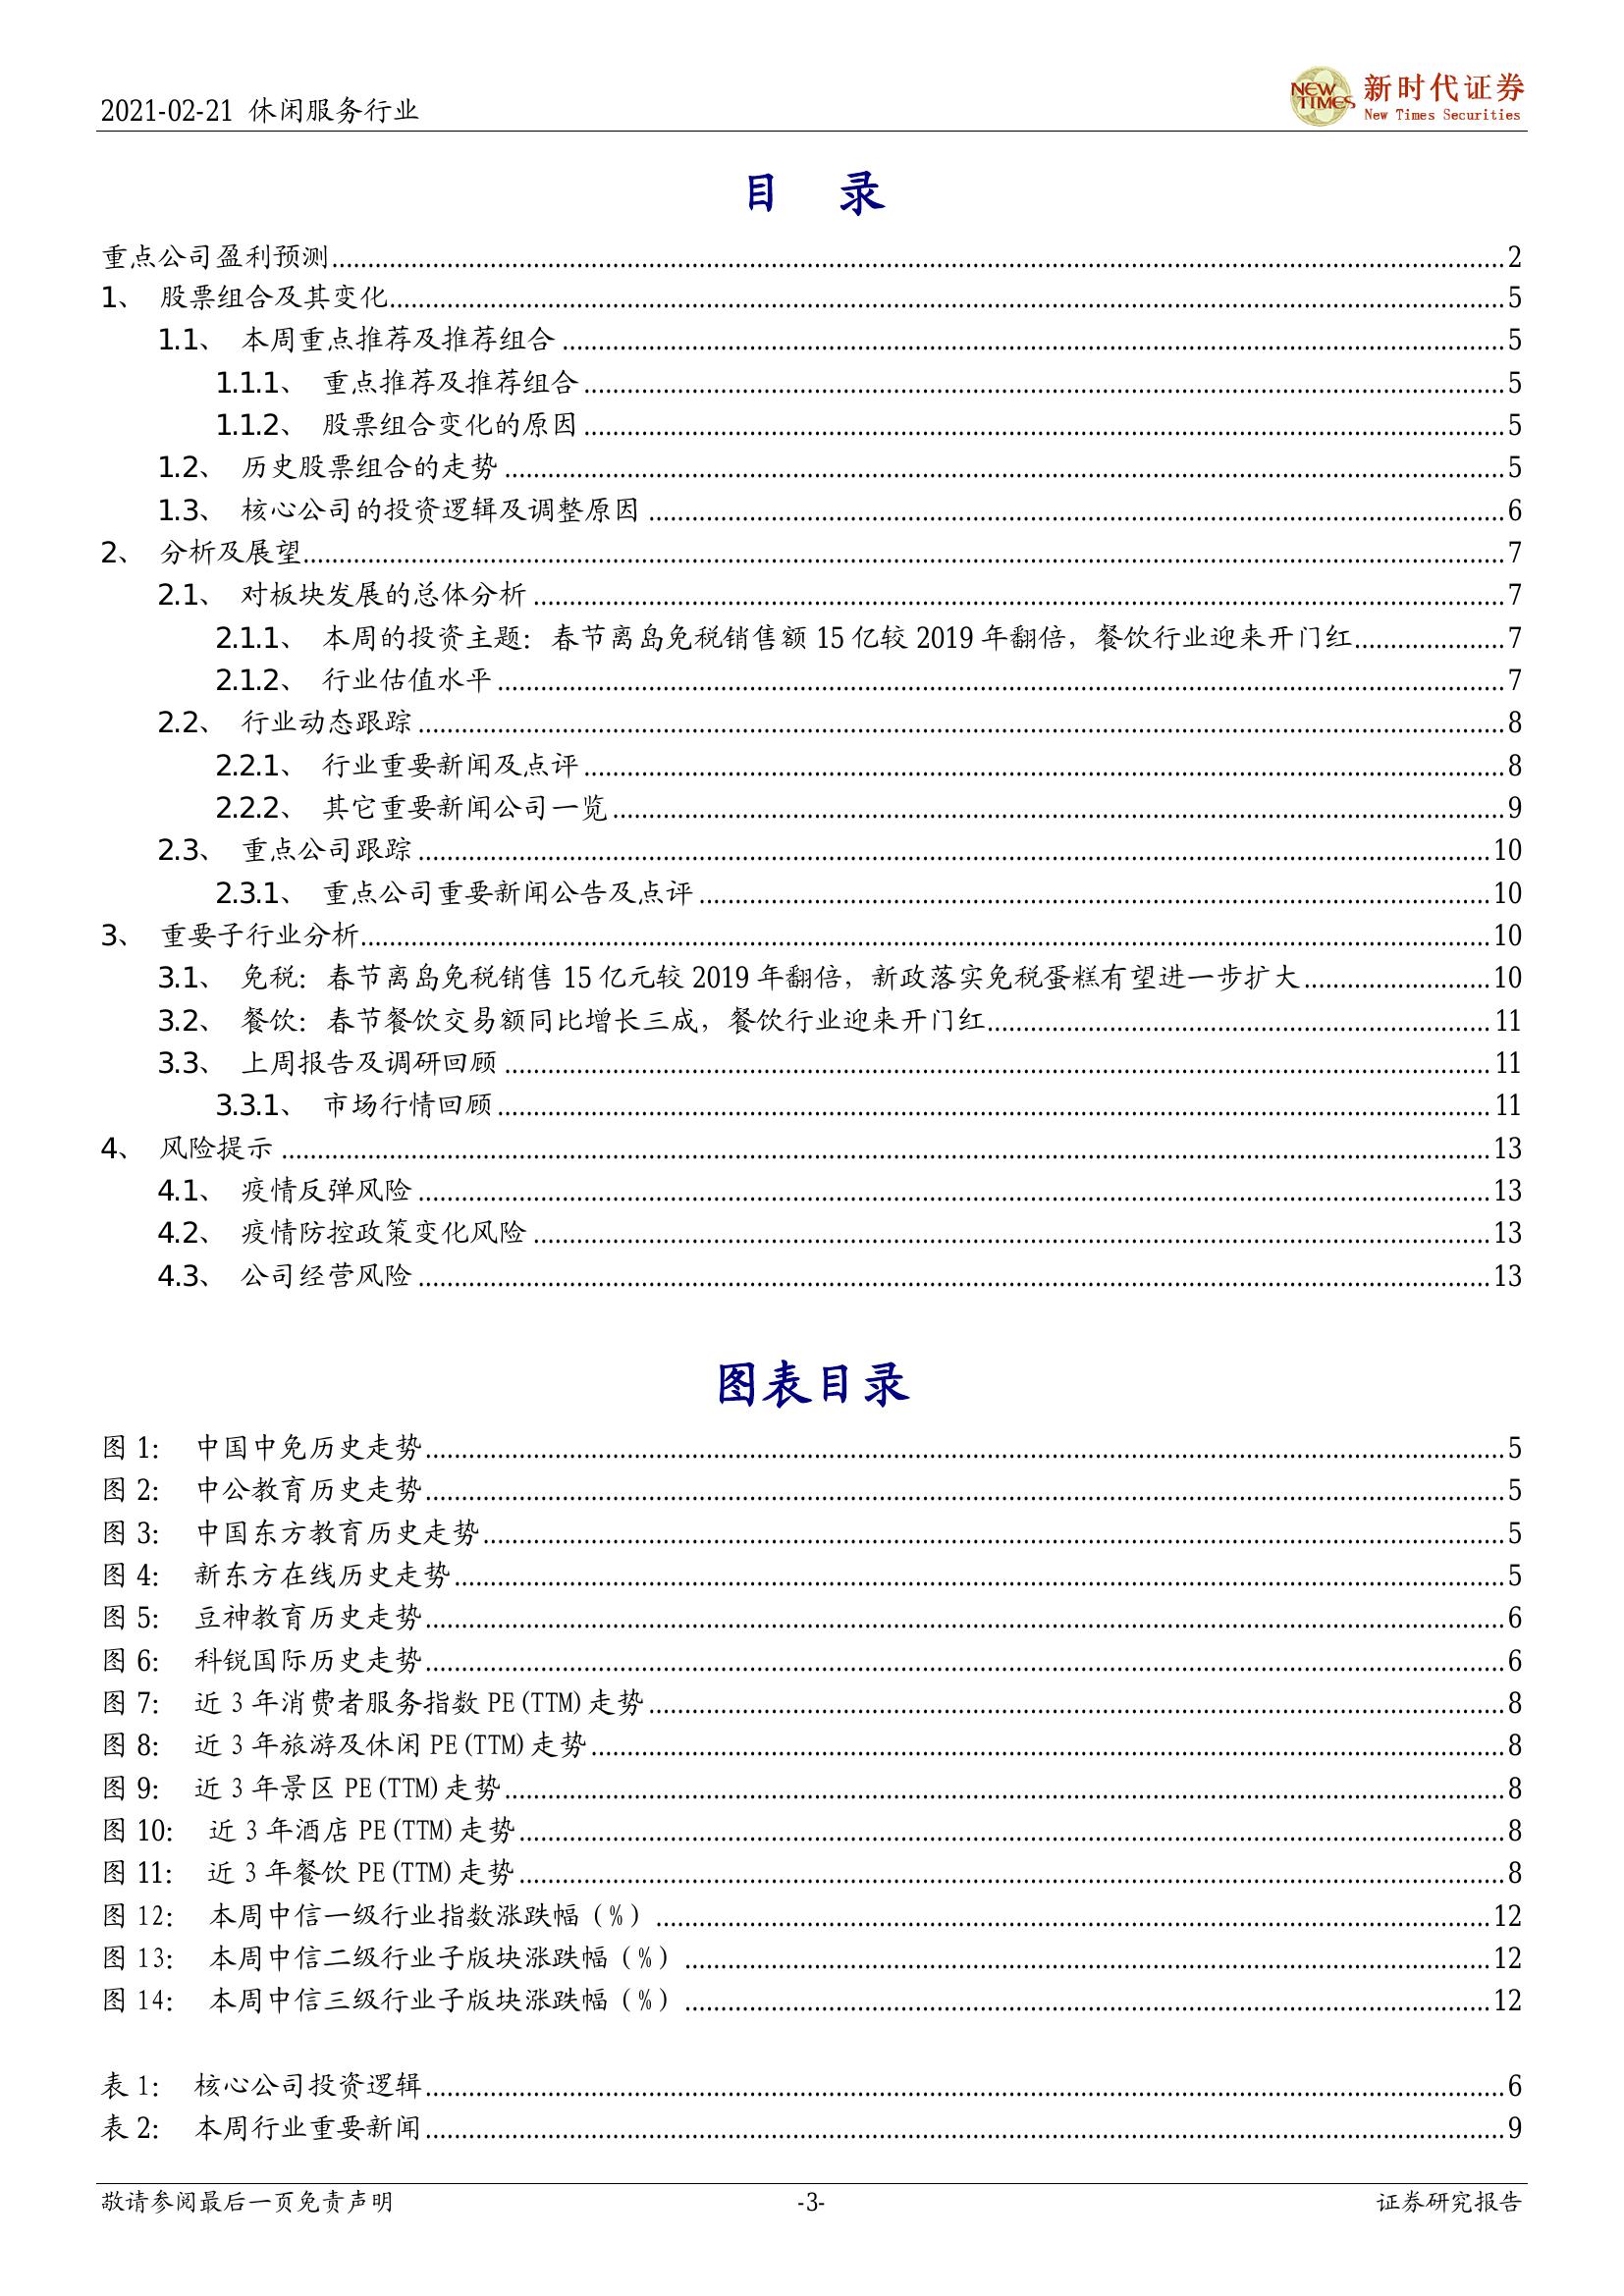 2021-02-21 休闲服务行业
NEW TIMES
新时代证券
New Times Securities
目 录
重点公司盈利预测 2
1、 股票组合及其变化 5
1.1、 本周重点推荐及推荐组合 5
1.1.1、 重点推荐及推荐组合 5
1.1.2、 股票组合变化的原因 5
1.2、 历史股票组合的走势 5
1.3、 核心公司的投资逻辑及调整原因 6
2、 分析及展望 7
2.1、 对板块发展的总体分析 7
2.1.1、 本周的投资主题：春节离岛免税销售额 15 亿较 2019 年翻倍，餐饮行业迎来开门红 7
2.1.2、 行业估值水平 7
2.2、 行业动态跟踪 8
2.2.1、 行业重要新闻及点评 8
2.2.2、 其它重要新闻公司一览 9
2.3、 重点公司跟踪 10
2.3.1、 重点公司重要新闻公告及点评 10
3、 重要子行业分析 10
3.1、 免税：春节离岛免税销售 15 亿元较 2019 年翻倍，新政落实免税蛋糕有望进一步扩大 10
3.2、 餐饮：春节餐饮交易额同比增长三成，餐饮行业迎来开门红 11
3.3、 上周报告及调研回顾 11
3.3.1、 市场行情回顾 11
4、 风险提示 13
4.1、 疫情反弹风险 13
4.2、 疫情防控政策变化风险 13
4.3、 公司经营风险 13
图表目录
图 1： 中国中免历史走势 5
图 2： 中公教育历史走势 5
图 3： 中国东方教育历史走势 5
图 4： 新东方在线历史走势 5
图 5： 豆神教育历史走势 6
图 6： 科锐国际历史走势 6
图 7： 近 3 年消费者服务指数 PE(TTM)走势 8
图 8： 近 3 年旅游及休闲 PE(TTM)走势 8
图 9： 近 3 年景区 PE(TTM)走势 8
图 10： 近 3 年酒店 PE(TTM)走势 8
图 11： 近 3 年餐饮 PE(TTM)走势 8
图 12： 本周中信一级行业指数涨跌幅（%） 12
图 13： 本周中信二级行业子版块涨跌幅（%） 12
图 14： 本周中信三级行业子版块涨跌幅（%） 12
表 1： 核心公司投资逻辑 6
表 2： 本周行业重要新闻 9
敬请参阅最后一页免责声明 -3- 证券研究报告